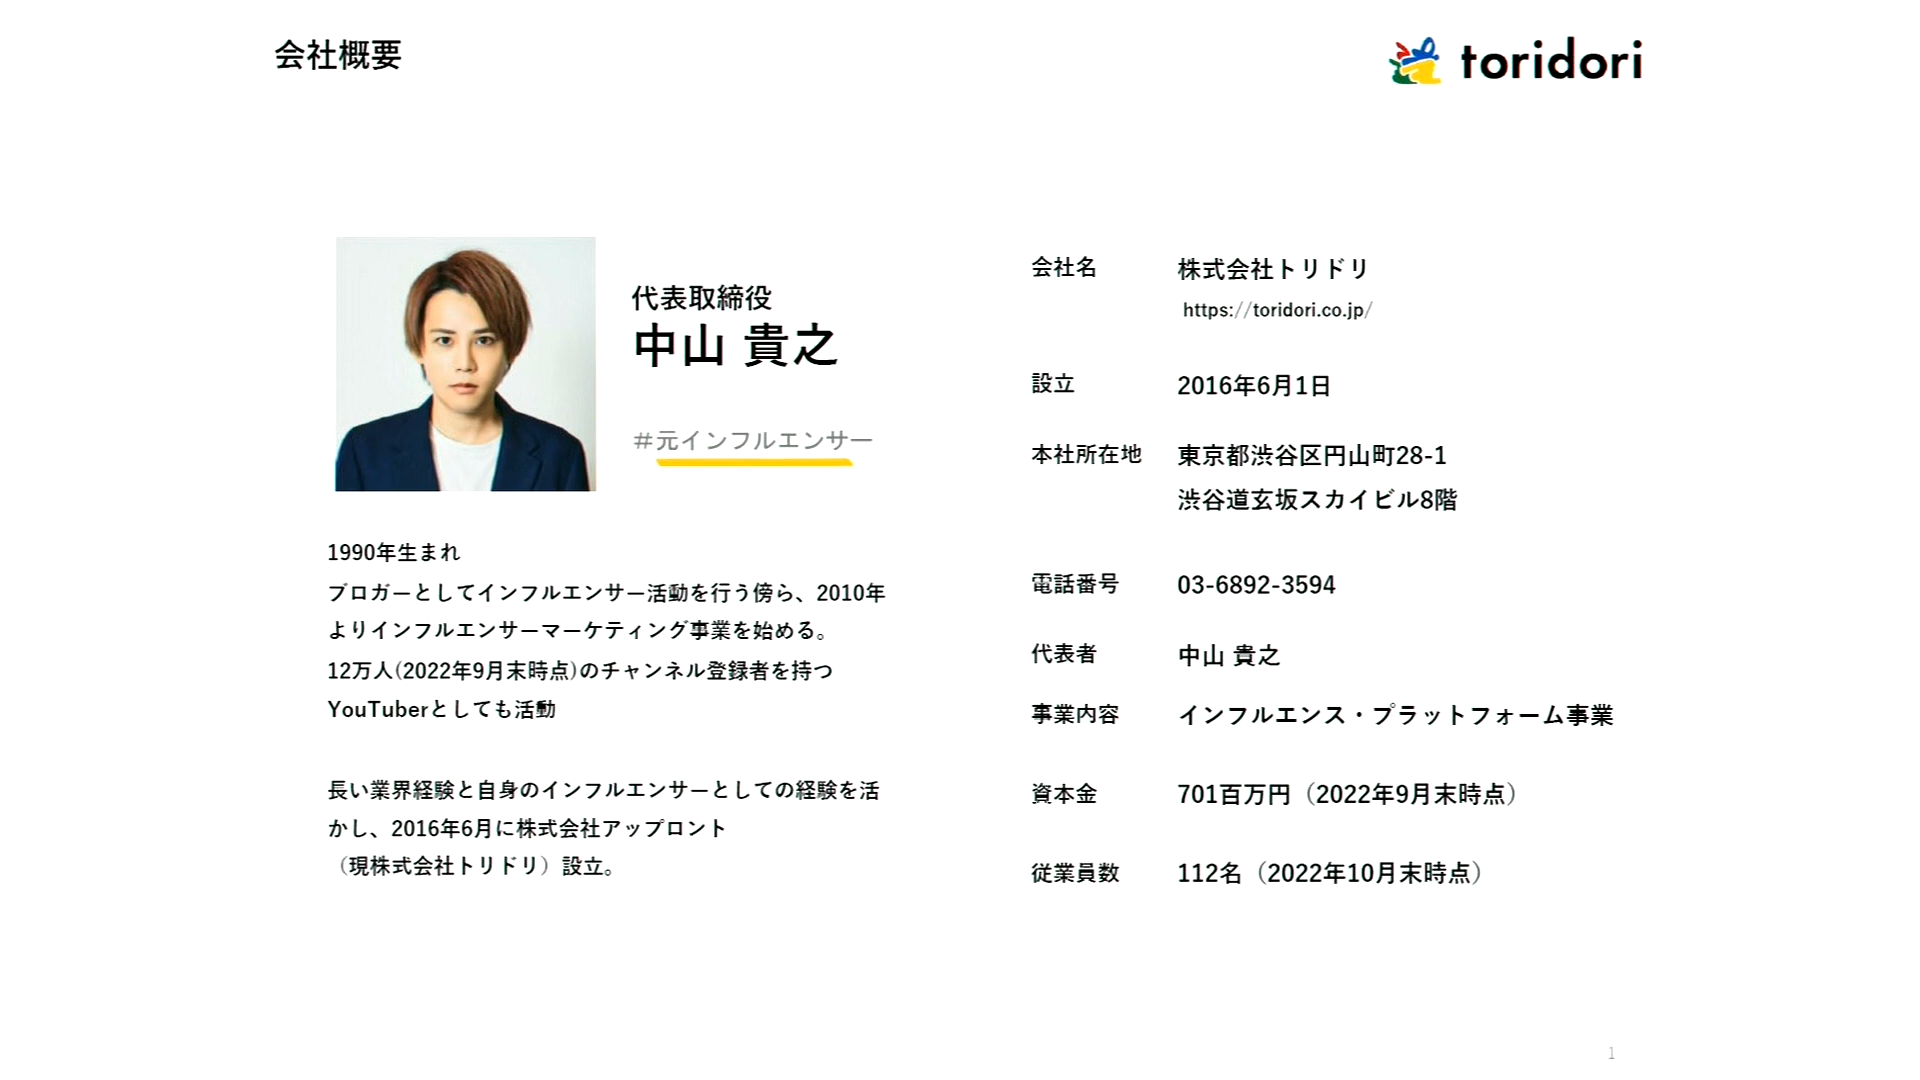 会社概要
toridori
代表取締役
中山 貴之
#元インフルエンサー
1990年生まれ
ブロガーとしてインフルエンサー活動を行う傍ら、2010年
よりインフルエンサーマーケティング事業を始める。
12万人(2022年9月末時点)のチャンネル登録者を持つ
YouTuberとしても活動
長い業界経験と自身のインフルエンサーとしての経験を活
かし、2016年6月に株式会社アップロント
（現株式会社トリドリ）設立。
会社名 株式会社トリドリ
https://toridori.co.jp/
設立 2016年6月1日
本社所在地 東京都渋谷区円山町28-1
渋谷道玄坂スカイビル8階
電話番号 03-6892-3594
代表者 中山 貴之
事業内容 インフルエンス・プラットフォーム事業
資本金 701百万円（2022年9月末時点）
従業員数 112名（2022年10月末時点）
1